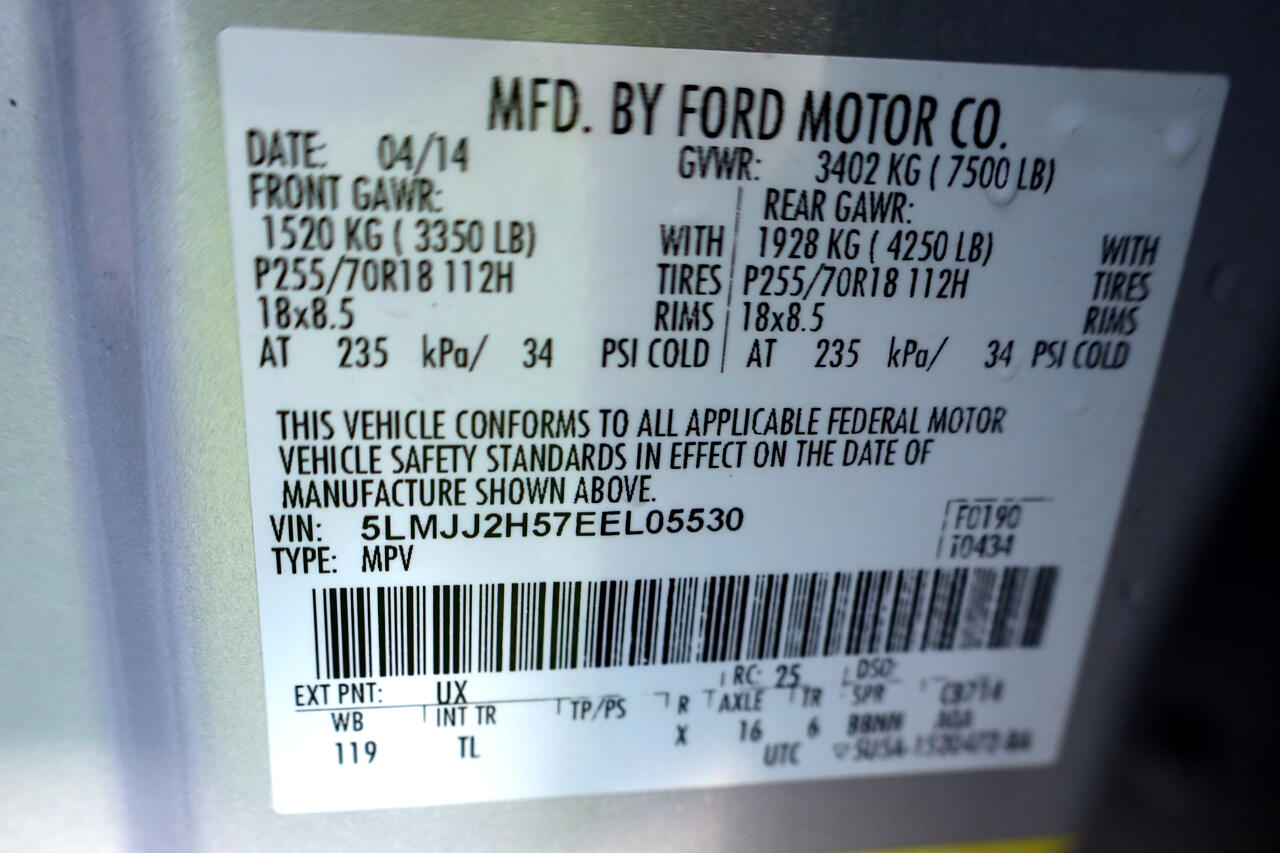 MFD. BY FORD MOTOR CO.
DATE: 04/14 GVWR: 3402 KG ( 7500 LB)
FRONT GAWR: REAR GAWR:
1520 KG ( 3350 LB) WITH 1928 KG ( 4250 LB) WITH
P255/70R18 112H TIRES P255/70R18 112H TIRES
18x8.5 RIMS 18x8.5 RIMS
AT 235 kPa/ 34 PSI COLD AT 235 kPa/ 34 PSI COLD
THIS VEHICLE CONFORMS TO ALL APPLICABLE FEDERAL MOTOR
VEHICLE SAFETY STANDARDS IN EFFECT ON THE DATE OF
MANUFACTURE SHOWN ABOVE.
VIN: 5LMJJ2H57EEL05530 F0190
TYPE: MPV T0434
EXT PNT: UX RC: 25 DSO:
WB INT TR TP/PS R AXLE TR SPR
119 TL X 16 6 BBNN
UTC